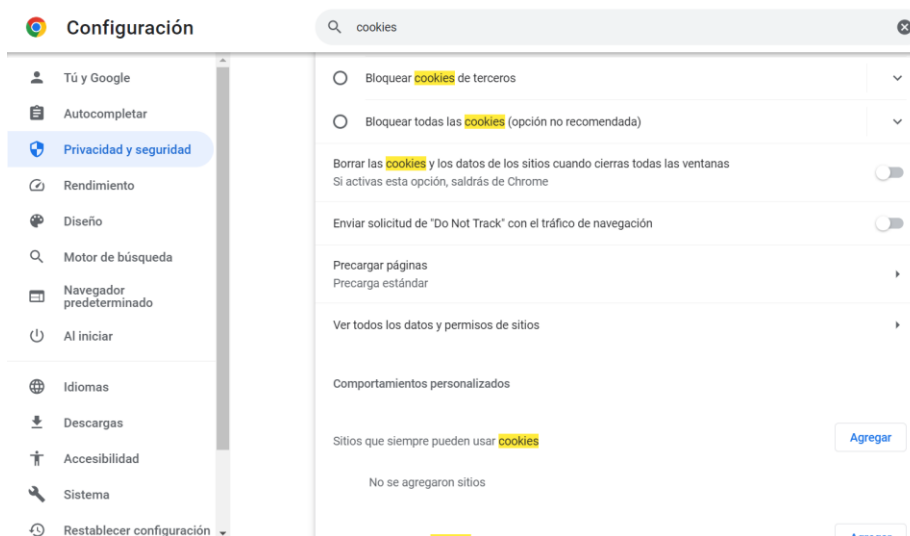 Configuración
cookies
Tú y Google
Autocompletar
Privacidad y seguridad
Rendimiento
Diseño
Motor de búsqueda
Navegador
predeterminado
Al iniciar
Idiomas
Descargas
Accesibilidad
Sistema
Restablecer configuración
Bloquear cookies de terceros
Bloquear todas las cookies (opción no recomendada)
Borrar las cookies y los datos de los sitios cuando cierras todas las ventanas
Si activas esta opción, saldrás de Chrome
Enviar solicitud de "Do Not Track" con el tráfico de navegación
Precargar páginas
Precarga estándar
Ver todos los datos y permisos de sitios
Comportamientos personalizados
Sitios que siempre pueden usar cookies
Agregar
No se agregaron sitios